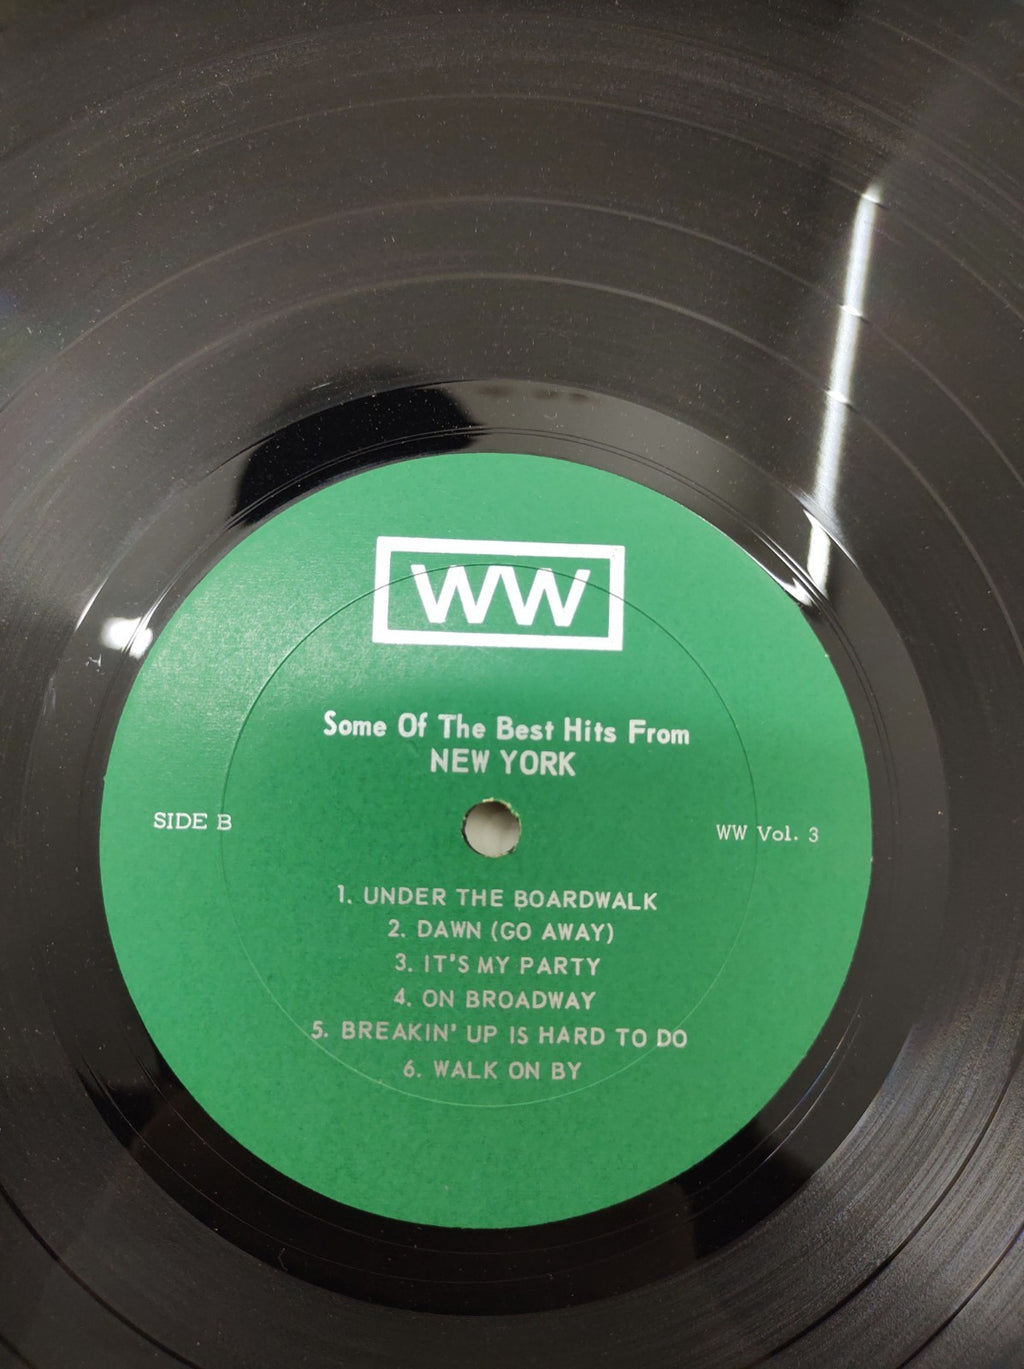 WW
Some Of The Best Hits From
NEW YORK
SIDE B
WW Vol. 3
1. UNDER THE BOARDWALK
2. DAWN (GO AWAY)
3. IT'S MY PARTY
4. ON BROADWAY
5. BREAKIN' UP IS HARD TO DO
6. WALK ON BY